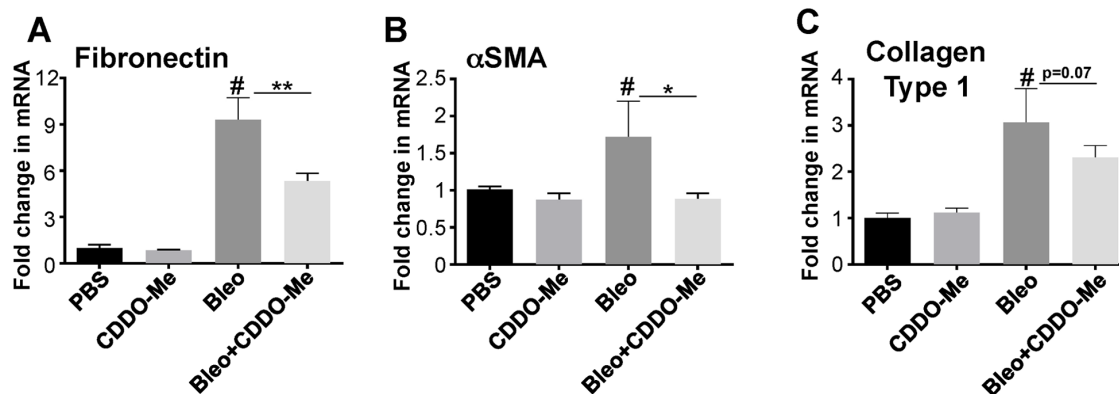 A
Fibronectin
Fold change in mRNA
12
9
6
3
0
#
**
PBS
CDDO-Me
Bleo
Bleo+CDDO-Me
B
αSMA
Fold change in mRNA
2.5
2
1.5
1
0.5
0
#
*
PBS
CDDO-Me
Bleo
Bleo+CDDO-Me
C
Collagen
Type 1
Fold change in mRNA
4
3
2
1
0
#
p=0.07
PBS
CDDO-Me
Bleo
Bleo+CDDO-Me